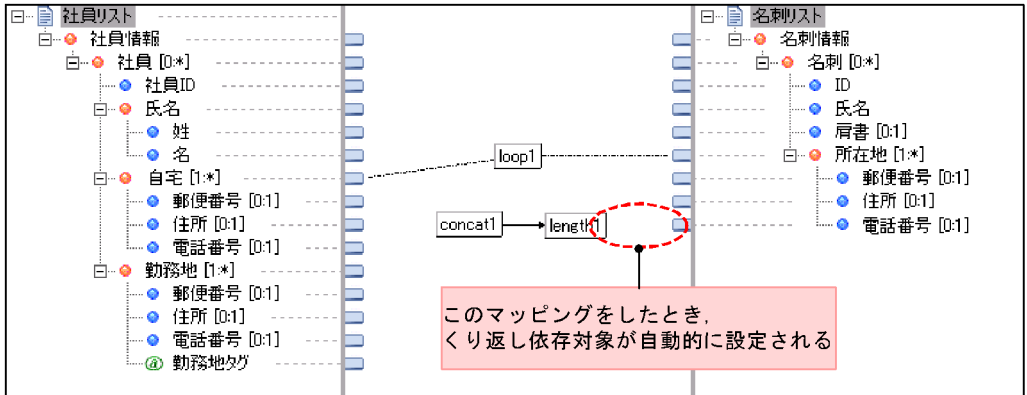 社員リスト
社員情報
社員 [0:*]
社員ID
氏名
姓
名
自宅 [1:*]
郵便番号 [0:1]
住所 [0:1]
電話番号 [0:1]
勤務地 [1:*]
郵便番号 [0:1]
住所 [0:1]
電話番号 [0:1]
@ 勤務地タグ
loop1
concat1
length1
このマッピングをしたとき,
くり返し依存対象が自動的に設定される
名刺リスト
名刺情報
名刺 [0:*]
ID
氏名
肩書 [0:1]
所在地 [1:*]
郵便番号 [0:1]
住所 [0:1]
電話番号 [0:1]